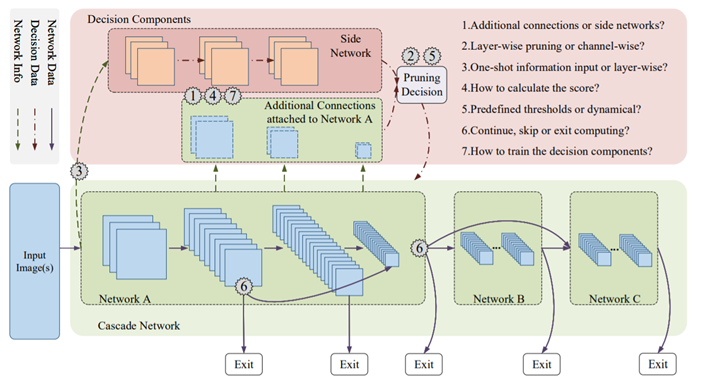 Network Info
Decision Data
Network Data
Decision Components
Side
Network
2
5
Pruning
Decision
1
4
7
Additional Connections
attached to Network A
1.Additional connections or side networks?
2.Layer-wise pruning or channel-wise?
3.One-shot information input or layer-wise?
4.How to calculate the score?
5.Predefined thresholds or dynamical?
6.Continue, skip or exit computing?
7.How to train the decision components?
3
Input
Image(s)
6
6
Network A
Network B
Network C
Cascade Network
Exit
Exit
Exit
Exit
Exit